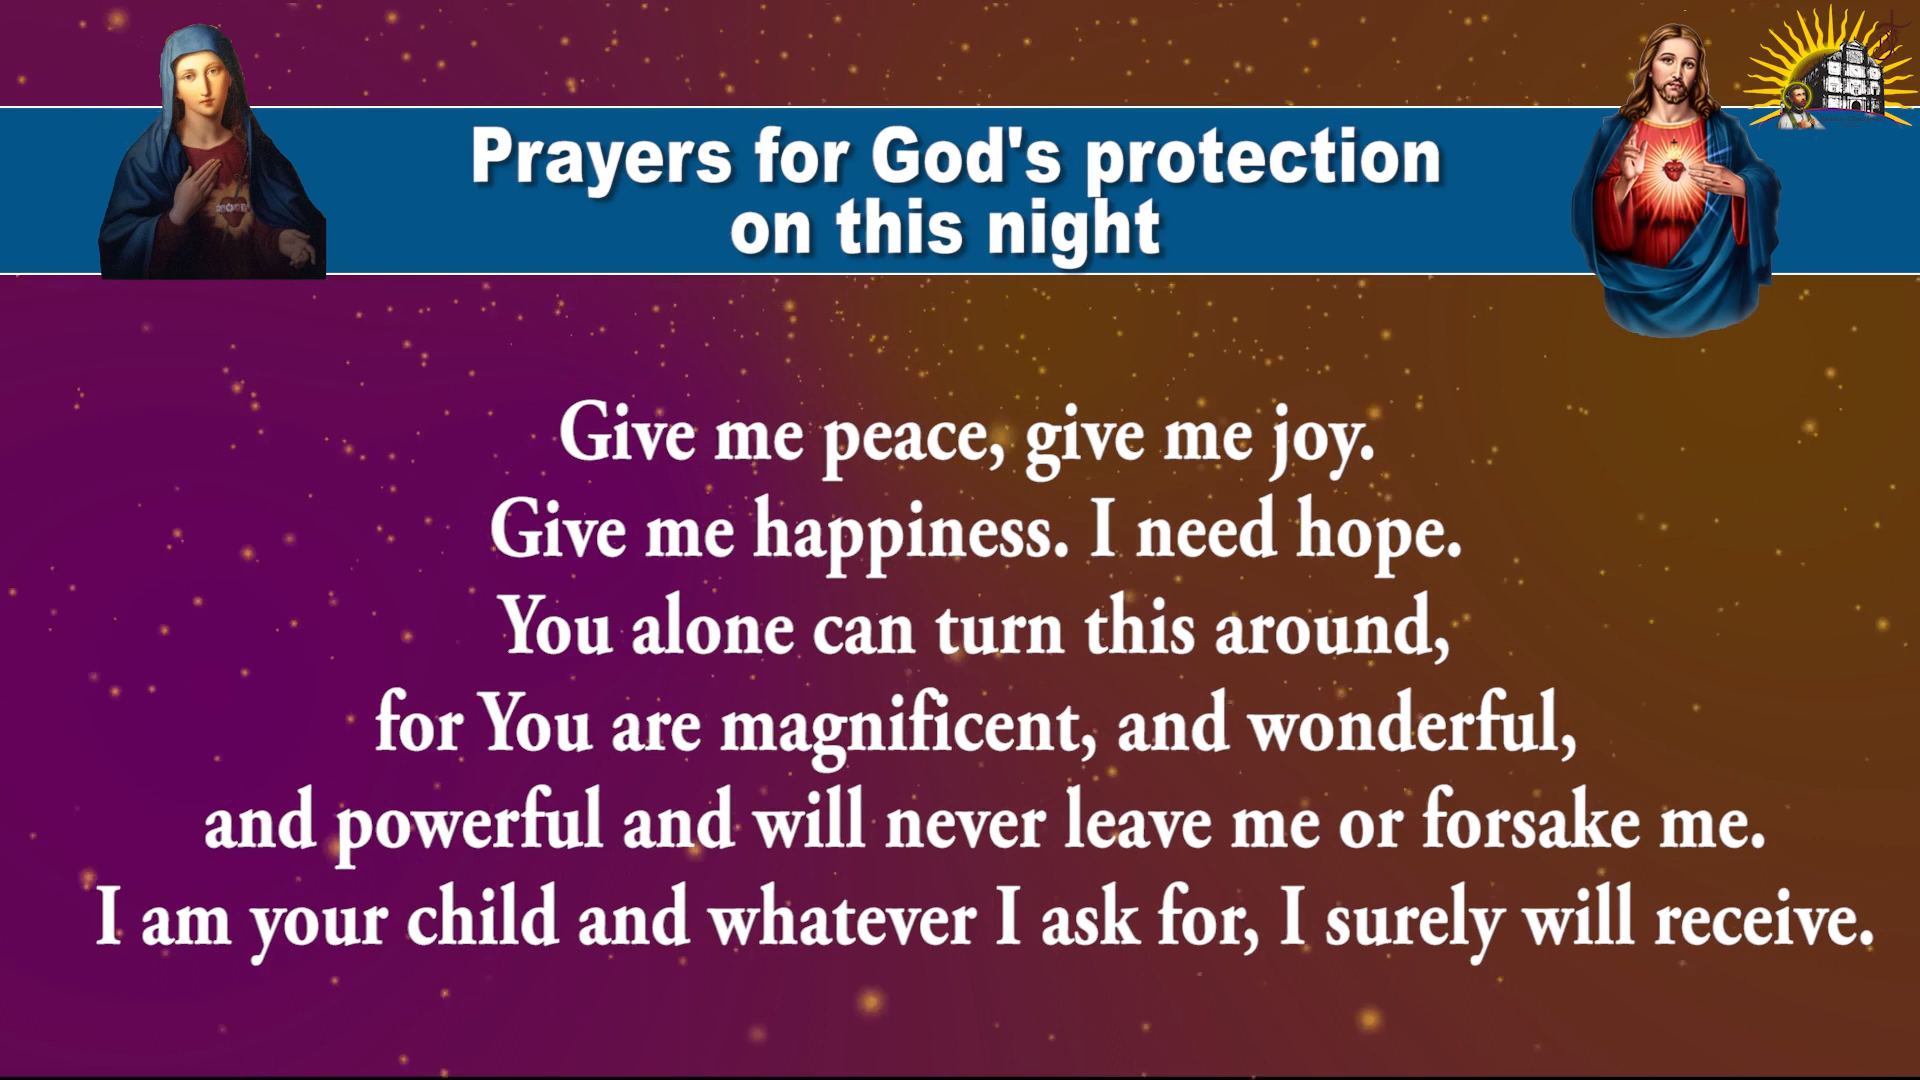 Prayers for God's protection
on this night
Give me peace, give me joy.
Give me happiness. I need hope.
You alone can turn this around,
for You are magnificent, and wonderful,
and powerful and will never leave me or forsake me.
I am your child and whatever I ask for, I surely will receive.